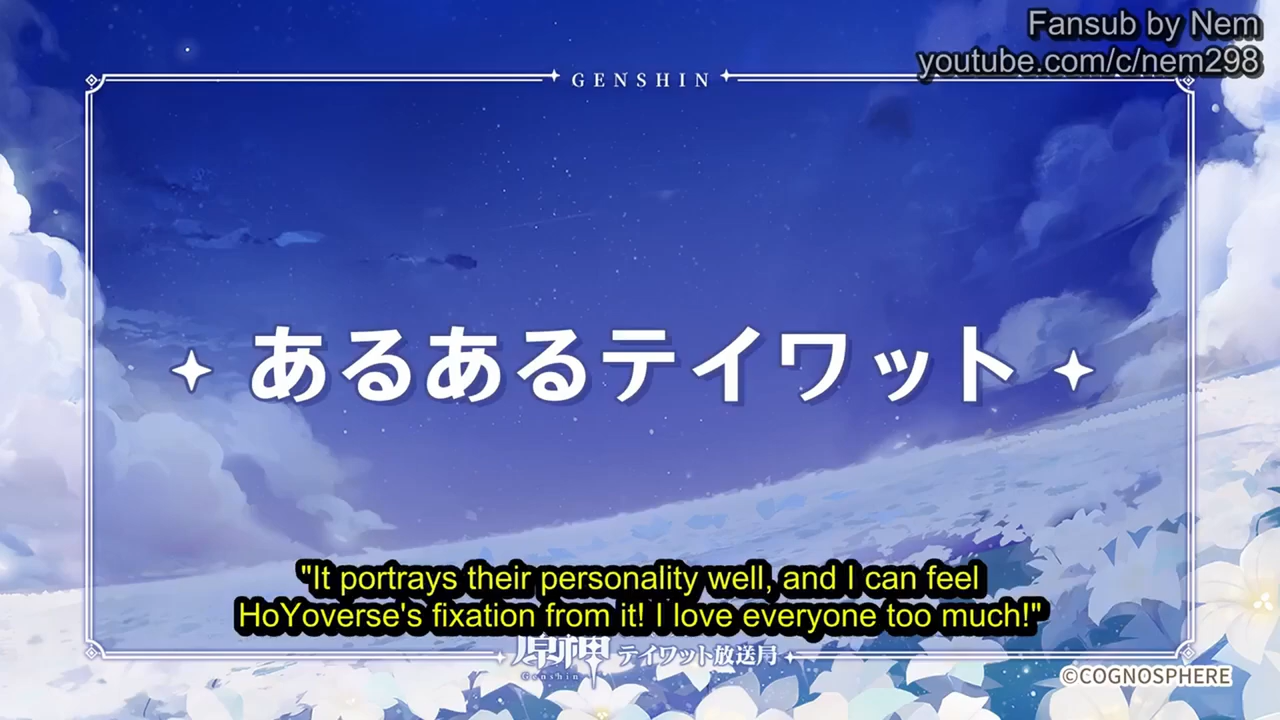 Fansub by Nem
youtube.com/c/nem298
GENSHIN
あるあるテイワット
"It portrays their personality well, and I can feel
HoYoverse's fixation from it! I love everyone too much!"
原神 テイワット放送局
Genshin
©COGNOSPHERE